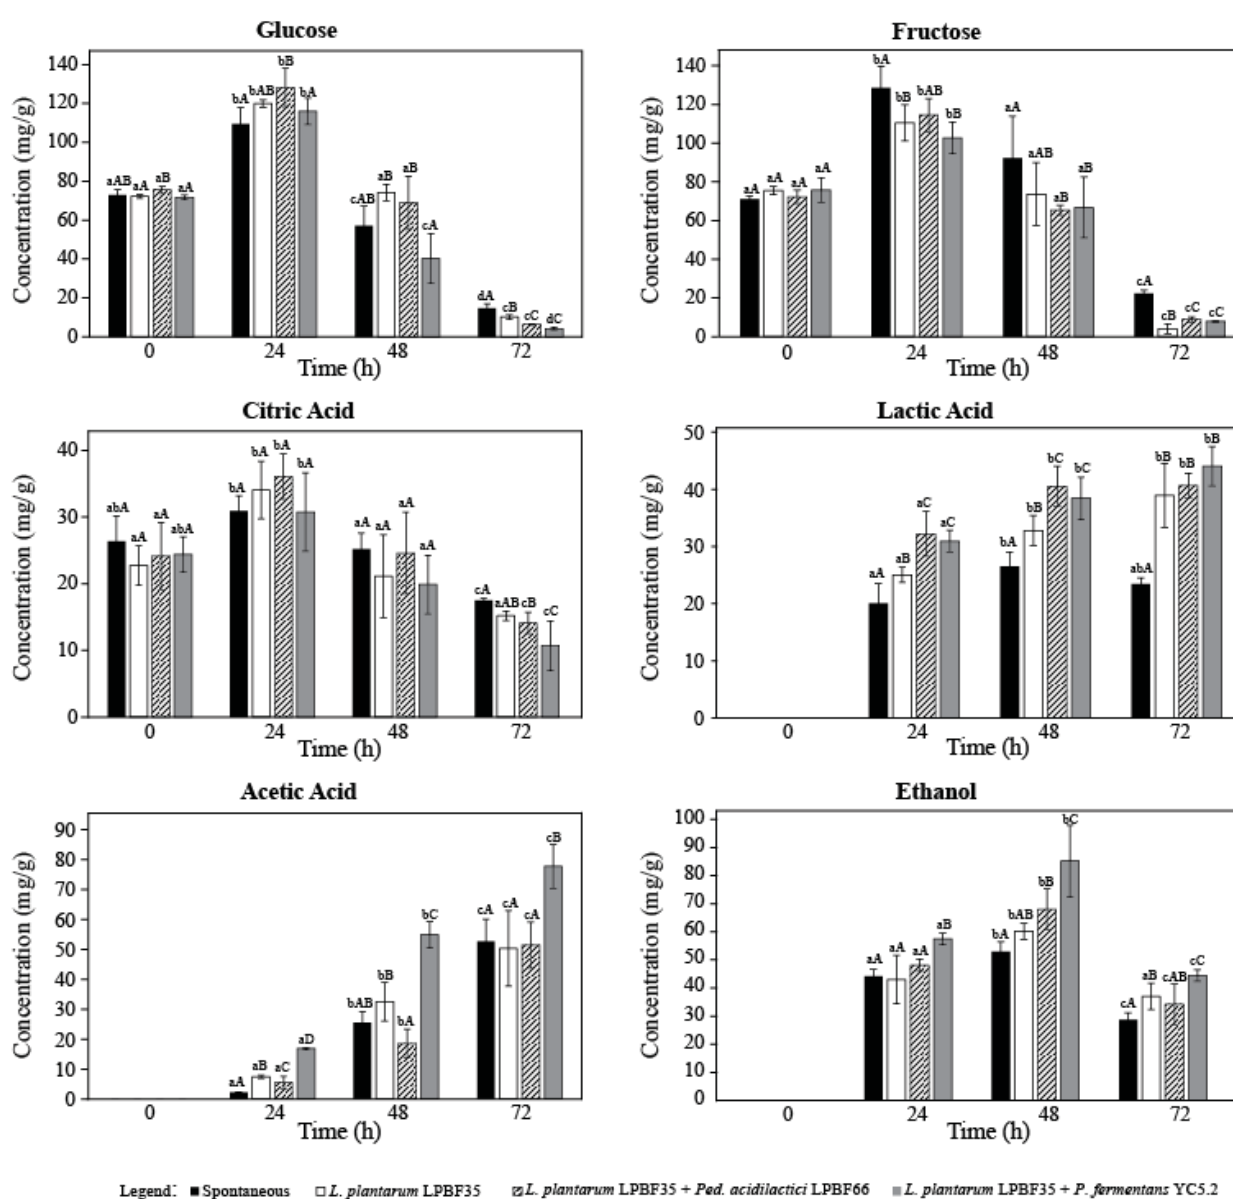 Glucose
Concentration (mg/g)
140
120
100
80
60
40
20
0
aAB aA aB aA
bA bAB bB bA
cAB aB aB cA
dA cB cC dC
0 24 48 72
Time (h)
Fructose
Concentration (mg/g)
140
120
100
80
60
40
20
0
aA aA aA aA
bA bB bAB bB
aA aAB aB aB
cA cB cC cC
0 24 48 72
Time (h)
Citric Acid
Concentration (mg/g)
40
30
20
10
0
abA aA aA abA
bA bA bA bA
aA aA aA aA
cA aAB cB cC
0 24 48 72
Time (h)
Lactic Acid
Concentration (mg/g)
50
40
30
20
10
0
aA aB aC aC
bA bB bC bC
abA bB bB bB
0 24 48 72
Time (h)
Acetic Acid
Concentration (mg/g)
90
80
70
60
50
40
30
20
10
0
aA aB aC aD
bAB bB bA bC
cA cA cA cB
0 24 48 72
Time (h)
Ethanol
Concentration (mg/g)
100
90
80
70
60
50
40
30
20
10
0
aA aA aA aB
bA bAB bB bC
cA aB cAB cC
0 24 48 72
Time (h)
Legend: Spontaneous L. plantarum LPBF35 L. plantarum LPBF35 + Ped. acidilactici LPBF66 L. plantarum LPBF35 + P. fermentans YC5.2